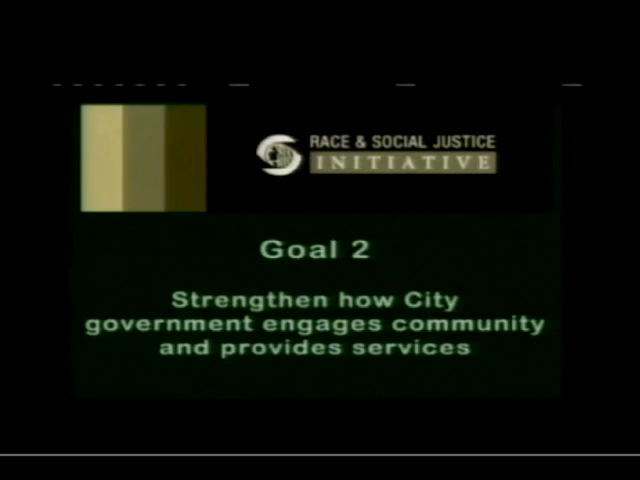 RACE & SOCIAL JUSTICE
INITIATIVE
Goal 2
Strengthen how City
government engages community
and provides services